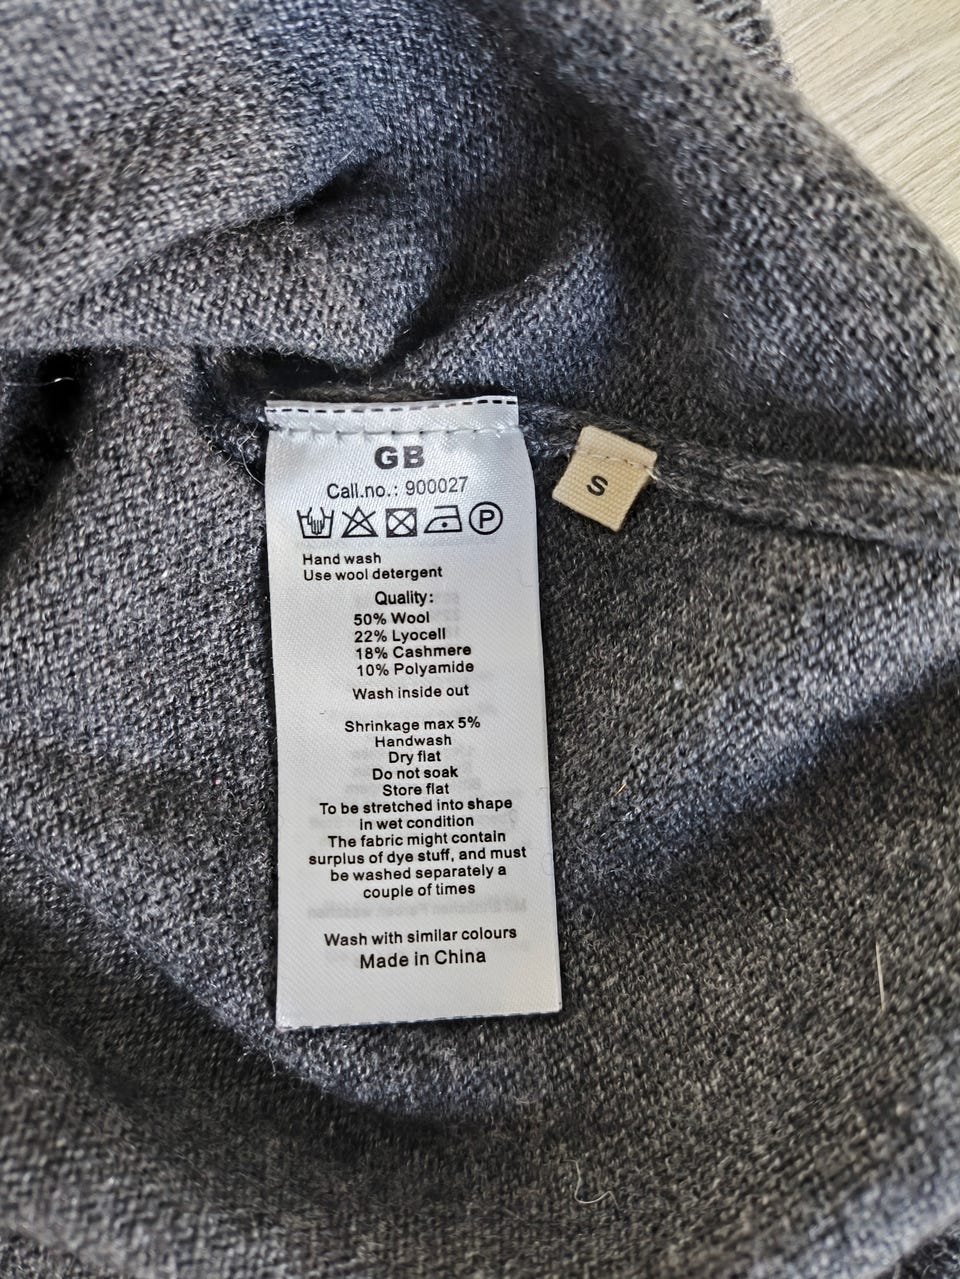 GB
Call.no.: 900027
P
Hand wash
Use wool detergent
Quality:
50% Wool
22% Lyocell
18% Cashmere
10% Polyamide
Wash inside out
Shrinkage max 5%
Handwash
Dry flat
Do not soak
Store flat
To be stretched into shape
in wet condition
The fabric might contain
surplus of dye stuff, and must
be washed separately a
couple of times
Wash with similar colours
Made in China
S